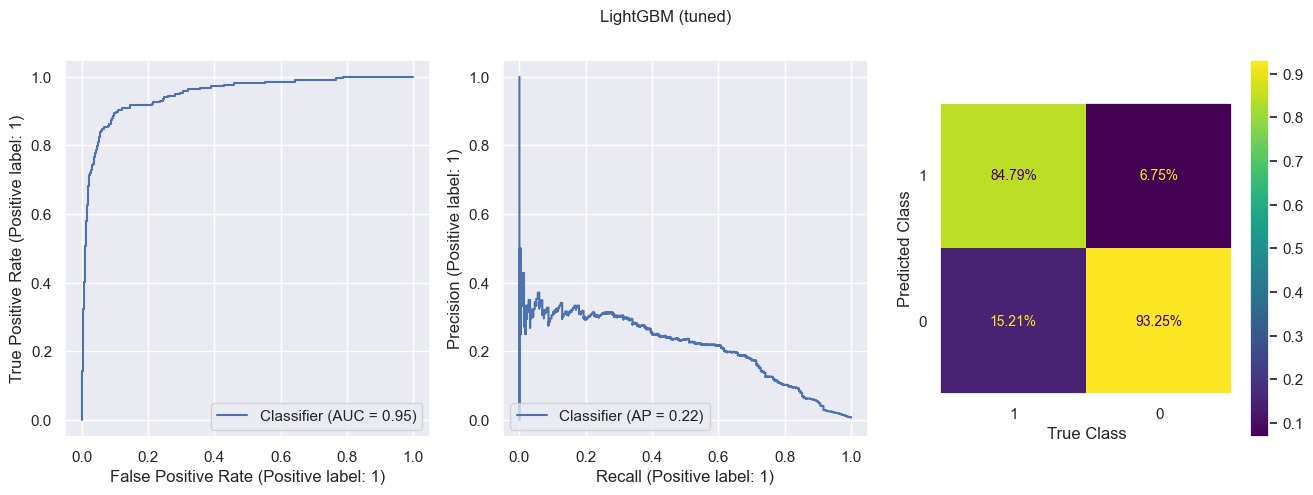 LightGBM (tuned)
1.0
0.8
0.6
0.4
0.2
0.0
True Positive Rate (Positive label: 1)
Classifier (AUC = 0.95)
0.0 0.2 0.4 0.6 0.8 1.0
False Positive Rate (Positive label: 1)
1.0
0.8
0.6
0.4
0.2
0.0
Precision (Positive label: 1)
Classifier (AP = 0.22)
0.0 0.2 0.4 0.6 0.8 1.0
Recall (Positive label: 1)
Predicted Class
1
84.79% 6.75%
0
15.21% 93.25%
1 0
True Class
0.9
0.8
0.7
0.6
0.5
0.4
0.3
0.2
0.1